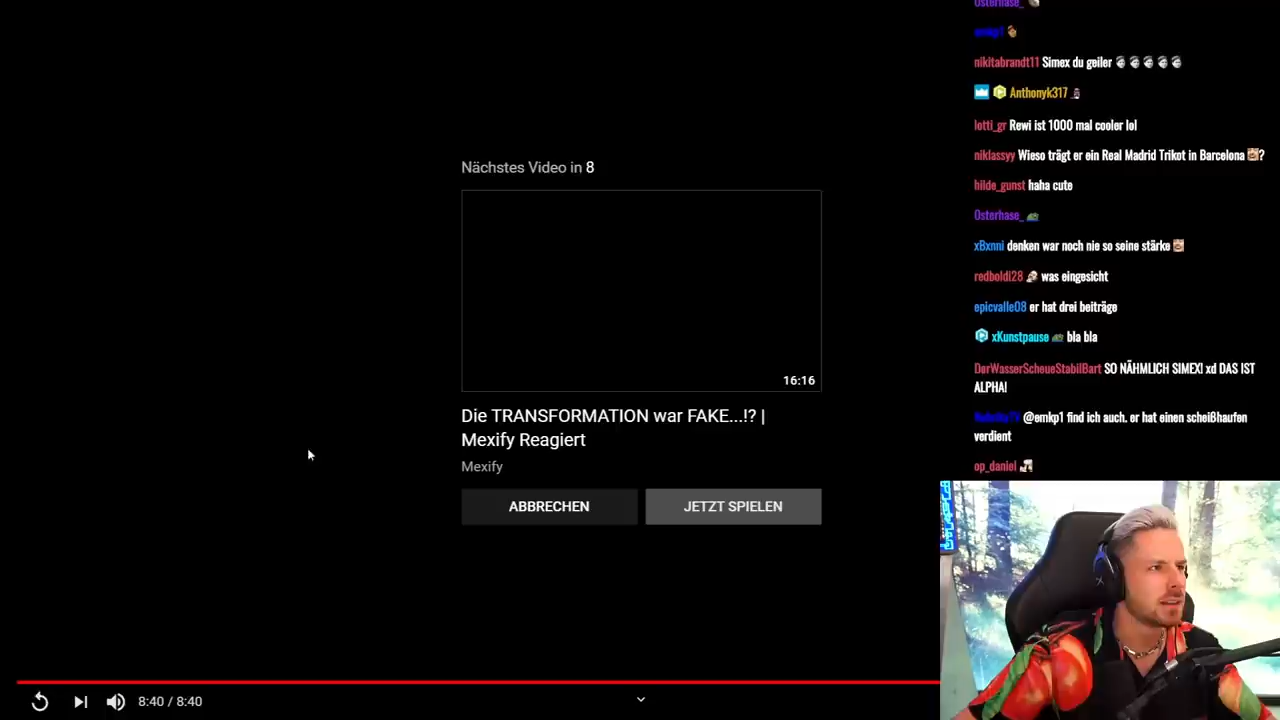 Osterhase_
emkp1
nikitabrandt11 Simex du geiler
Anthonyk317
lotti_gr Rewi ist 1000 mal cooler lol
niklassyy Wieso trägt er ein Real Madrid Trikot in Barcelona ?
hilde_gunst haha cute
Osterhase_
xBxnni denken war noch nie so seine stärke
redboldi28 was eingesicht
epicvalle08 er hat drei beiträge
xKunstpause bla bla
DerWasserScheueStabilBart SO NÄHMLICH SIMEX! xd DAS IST
ALPHA!
@emkp1 find ich auch. er hat einen scheißhaufen
verdient
op_daniel
Nächstes Video in 8
16:16
Die TRANSFORMATION war FAKE...!? |
Mexify Reagiert
Mexify
ABBRECHEN
JETZT SPIELEN
8:40 / 8:40